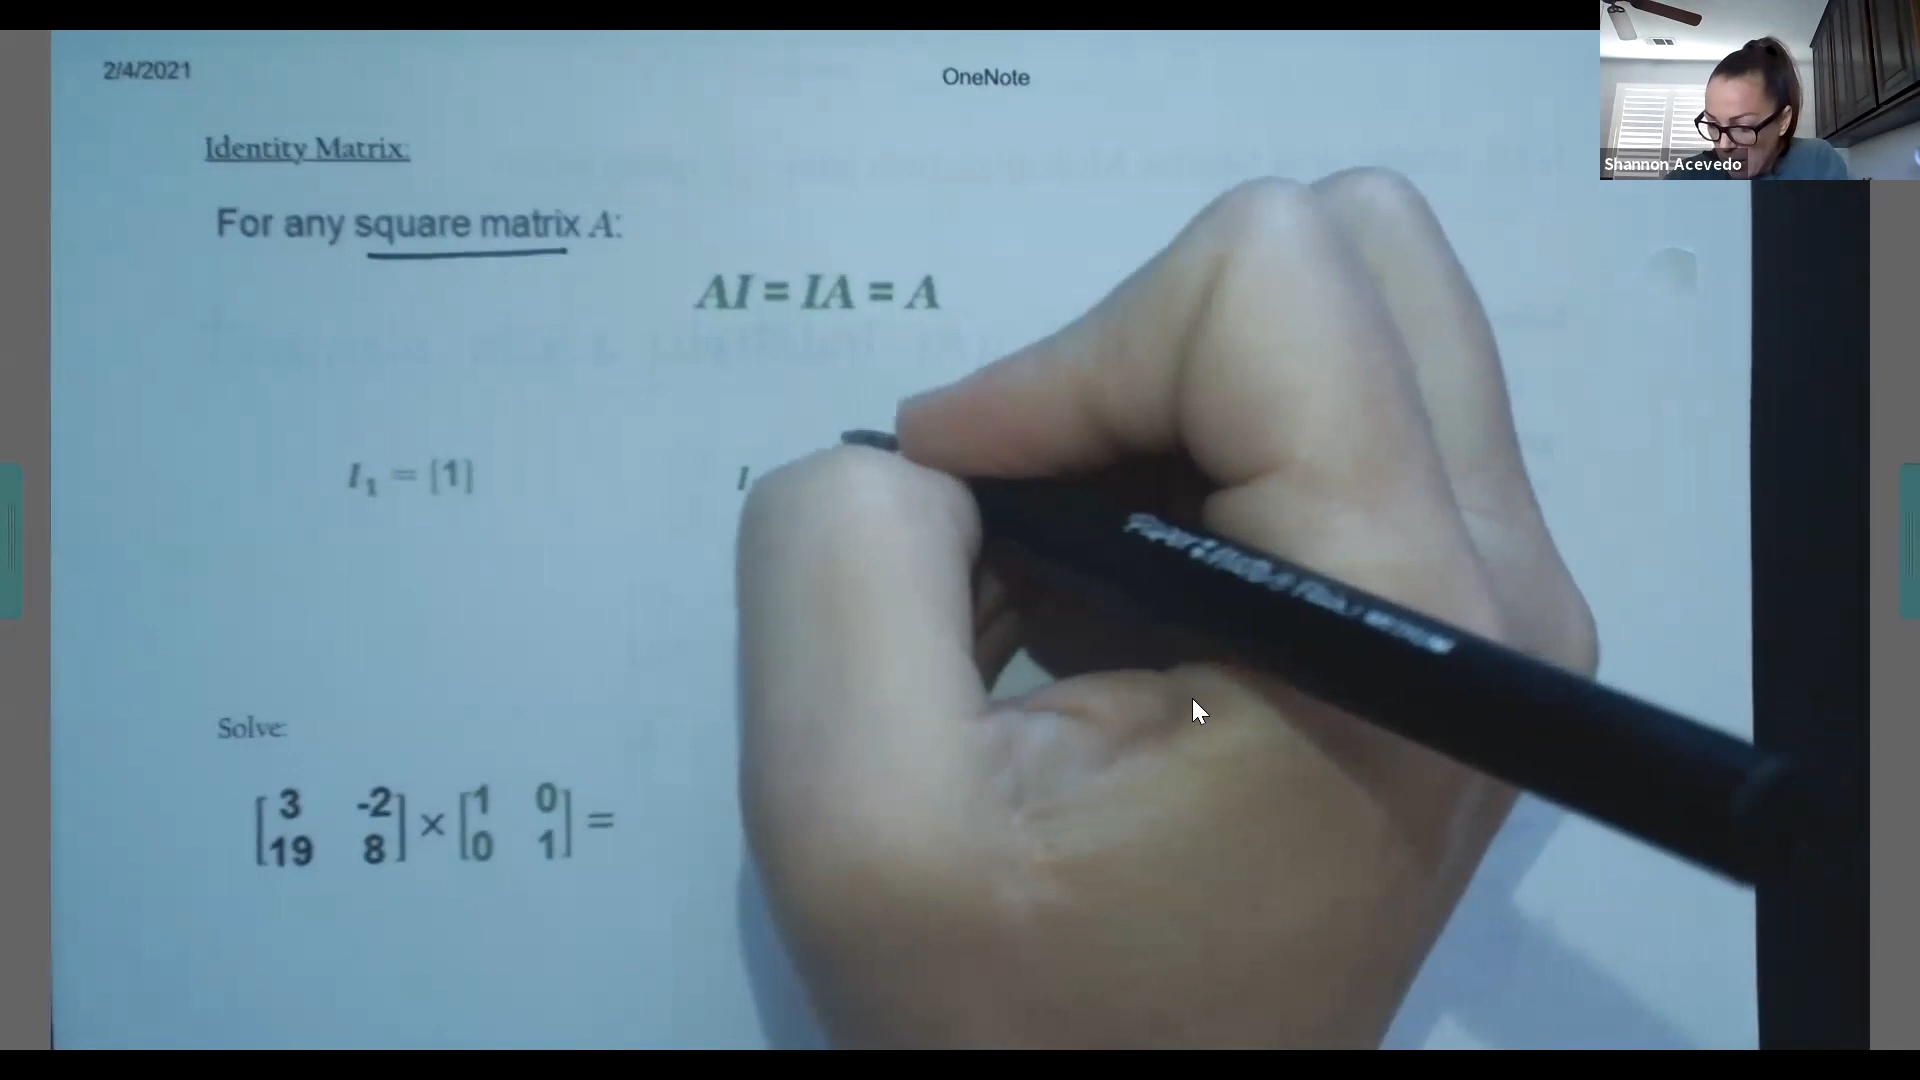 2/4/2021
OneNote
Shannon Acevedo
Identity Matrix:
For any square matrix A:
AI = IA = A
I₁ = [1]
I
Solve:
[3 -2] × [1 0] =
[19 8] [0 1]